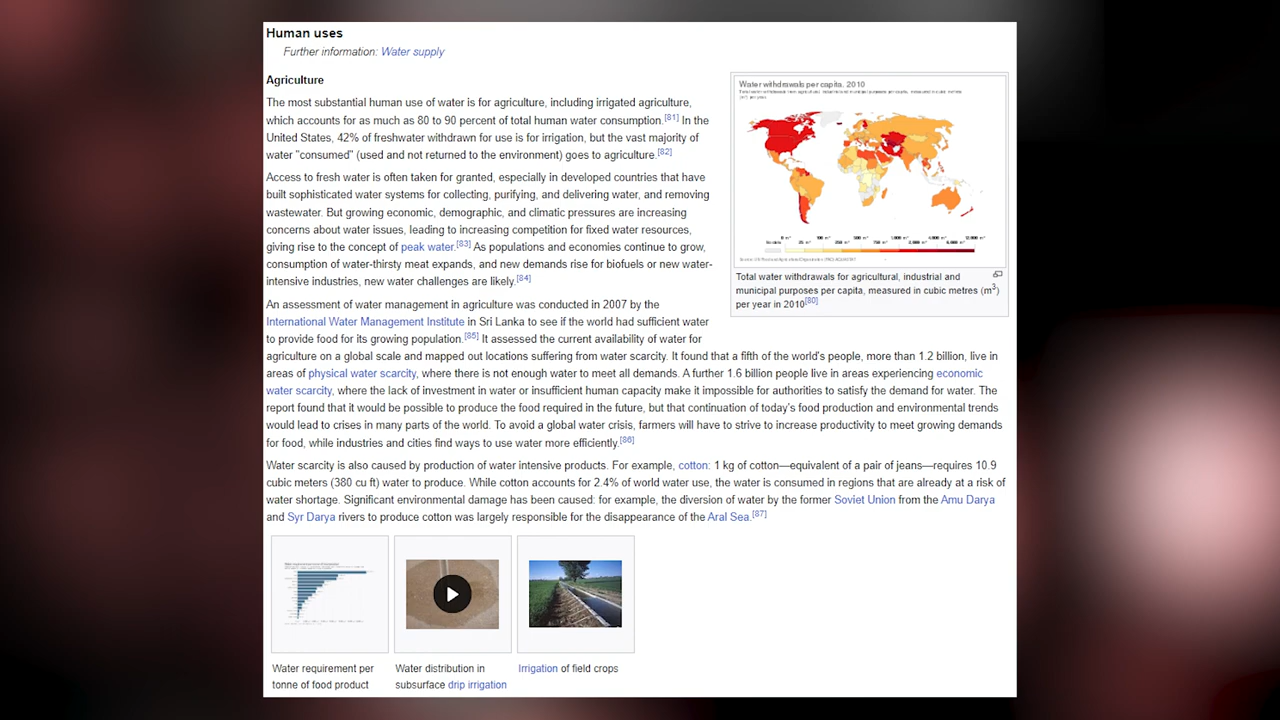 Human uses
Further information: Water supply
Agriculture
The most substantial human use of water is for agriculture, including irrigated agriculture,
which accounts for as much as 80 to 90 percent of total human water consumption.[81] In the
United States, 42% of freshwater withdrawn for use is for irrigation, but the vast majority of
water "consumed" (used and not returned to the environment) goes to agriculture.[82]
Access to fresh water is often taken for granted, especially in developed countries that have
built sophisticated water systems for collecting, purifying, and delivering water, and removing
wastewater. But growing economic, demographic, and climatic pressures are increasing
concerns about water issues, leading to increasing competition for fixed water resources,
giving rise to the concept of peak water.[83] As populations and economies continue to grow,
consumption of water-thirsty meat expands, and new demands rise for biofuels or new water-
intensive industries, new water challenges are likely.[84]
An assessment of water management in agriculture was conducted in 2007 by the
International Water Management Institute in Sri Lanka to see if the world had sufficient water
to provide food for its growing population.[85] It assessed the current availability of water for
agriculture on a global scale and mapped out locations suffering from water scarcity. It found that a fifth of the world's people, more than 1.2 billion, live in
areas of physical water scarcity, where there is not enough water to meet all demands. A further 1.6 billion people live in areas experiencing economic
water scarcity, where the lack of investment in water or insufficient human capacity make it impossible for authorities to satisfy the demand for water. The
report found that it would be possible to produce the food required in the future, but that continuation of today's food production and environmental trends
would lead to crises in many parts of the world. To avoid a global water crisis, farmers will have to strive to increase productivity to meet growing demands
for food, while industries and cities find ways to use water more efficiently.[86]
Water scarcity is also caused by production of water intensive products. For example, cotton: 1 kg of cotton—equivalent of a pair of jeans—requires 10.9
cubic meters (380 cu ft) water to produce. While cotton accounts for 2.4% of world water use, the water is consumed in regions that are already at a risk of
water shortage. Significant environmental damage has been caused: for example, the diversion of water by the former Soviet Union from the Amu Darya
and Syr Darya rivers to produce cotton was largely responsible for the disappearance of the Aral Sea.[87]
Water withdrawals per capita, 2010
Total water withdrawals for agricultural, industrial and
municipal purposes per capita, measured in cubic metres (m3)
per year in 2010[80]
Water requirement per
tonne of food product
Water distribution in
subsurface drip irrigation
Irrigation of field crops